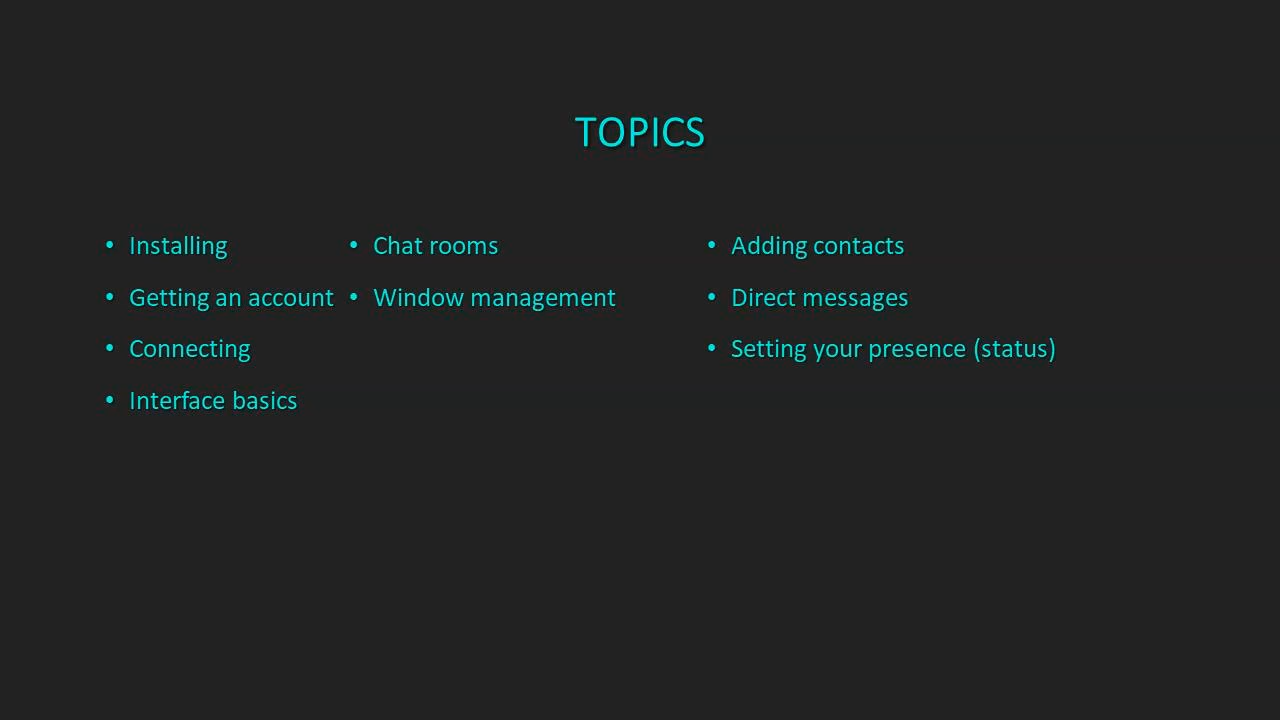 TOPICS
• Installing
• Getting an account
• Connecting
• Interface basics
• Chat rooms
• Window management
• Adding contacts
• Direct messages
• Setting your presence (status)